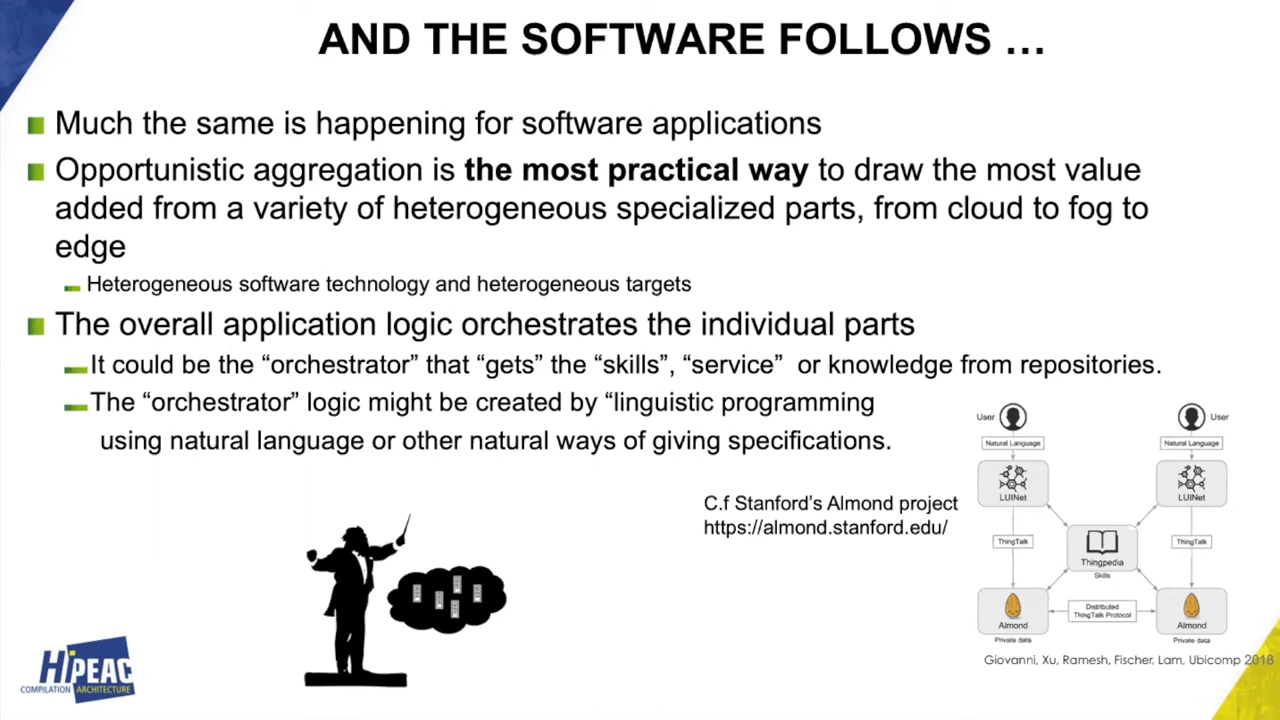 AND THE SOFTWARE FOLLOWS …
Much the same is happening for software applications
Opportunistic aggregation is the most practical way to draw the most value
added from a variety of heterogeneous specialized parts, from cloud to fog to
edge
Heterogeneous software technology and heterogeneous targets
The overall application logic orchestrates the individual parts
It could be the “orchestrator” that “gets” the “skills”, “service” or knowledge from repositories.
The “orchestrator” logic might be created by “linguistic programming
using natural language or other natural ways of giving specifications.
C.f Stanford’s Almond project
https://almond.stanford.edu/
User
User
Natural Language
Natural Language
LUINet
LUINet
ThingTalk
ThingTalk
Thingpedia
Skills
Almond
Distributed
ThingTalk Protocol
Almond
Private data
Private data
Giovanni, Xu, Ramesh, Fischer, Lam, Ubicomp 2018
HiPEAC
COMPILATION ARCHITECTURE